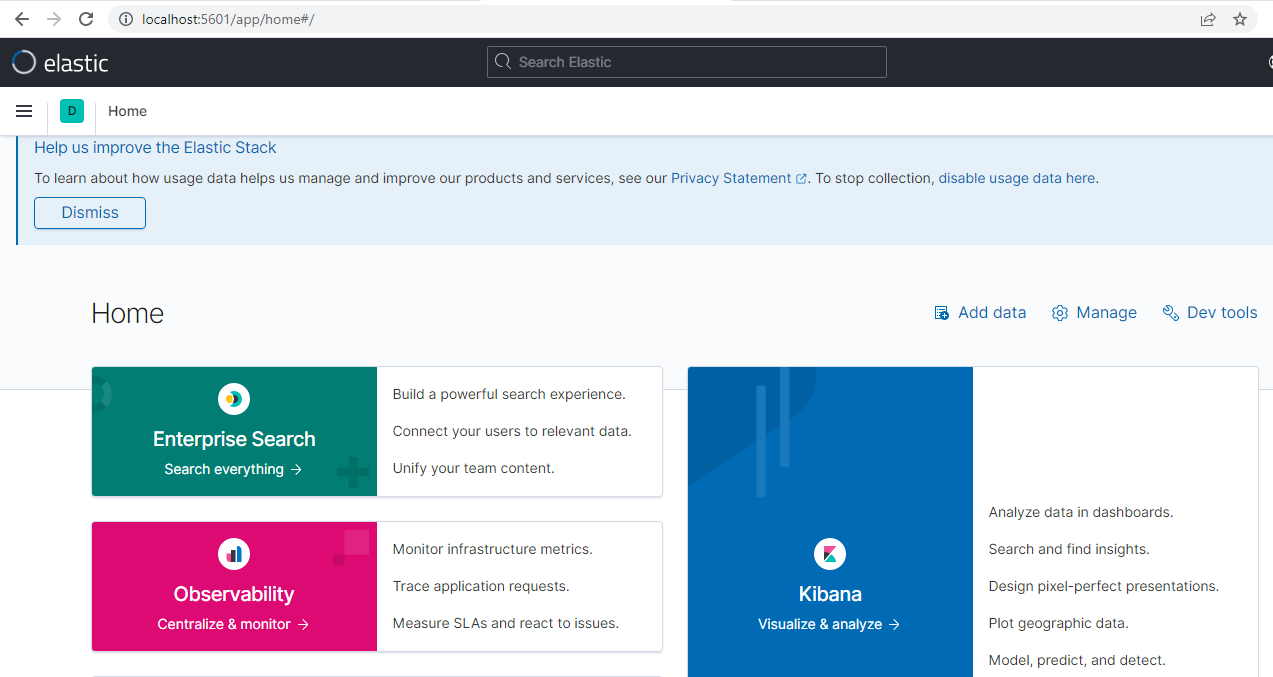 localhost:5601/app/home#/
elastic
Search Elastic
D
Home
Help us improve the Elastic Stack
To learn about how usage data helps us manage and improve our products and services, see our Privacy Statement. To stop collection, disable usage data here.
Dismiss
Home
Add data
Manage
Dev tools
Enterprise Search
Search everything →
Build a powerful search experience.
Connect your users to relevant data.
Unify your team content.
Observability
Centralize & monitor →
Monitor infrastructure metrics.
Trace application requests.
Measure SLAs and react to issues.
Kibana
Visualize & analyze →
Analyze data in dashboards.
Search and find insights.
Design pixel-perfect presentations.
Plot geographic data.
Model, predict, and detect.